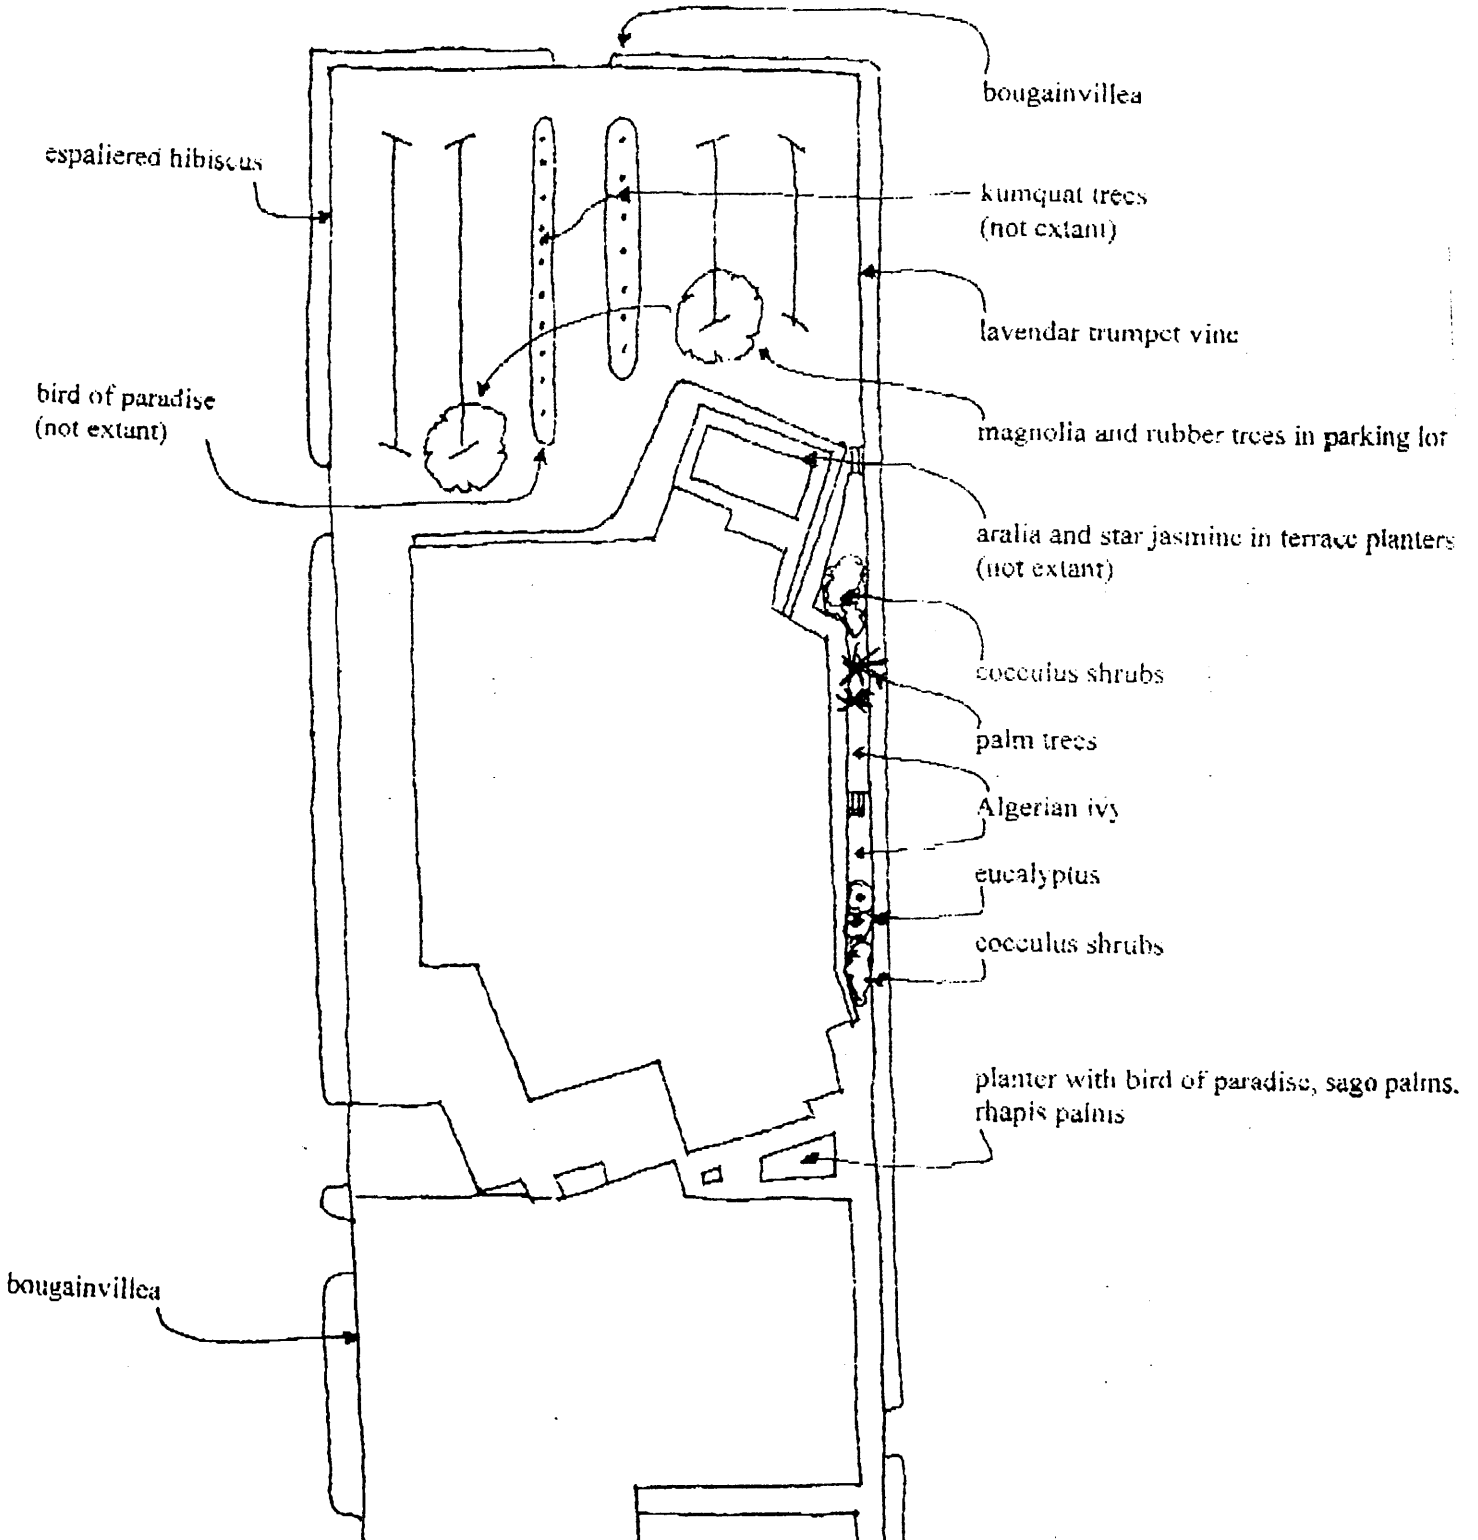 bougainvillea
espaliered hibiscus
kumquat trees
(not extant)
lavendar trumpet vine
bird of paradise
(not extant)
magnolia and rubber trees in parking lot
aralia and star jasmine in terrace planters
(not extant)
cocculus shrubs
palm trees
Algerian ivy
eucalyptus
cocculus shrubs
planter with bird of paradise, sago palms,
rhapis palms
bougainvillea